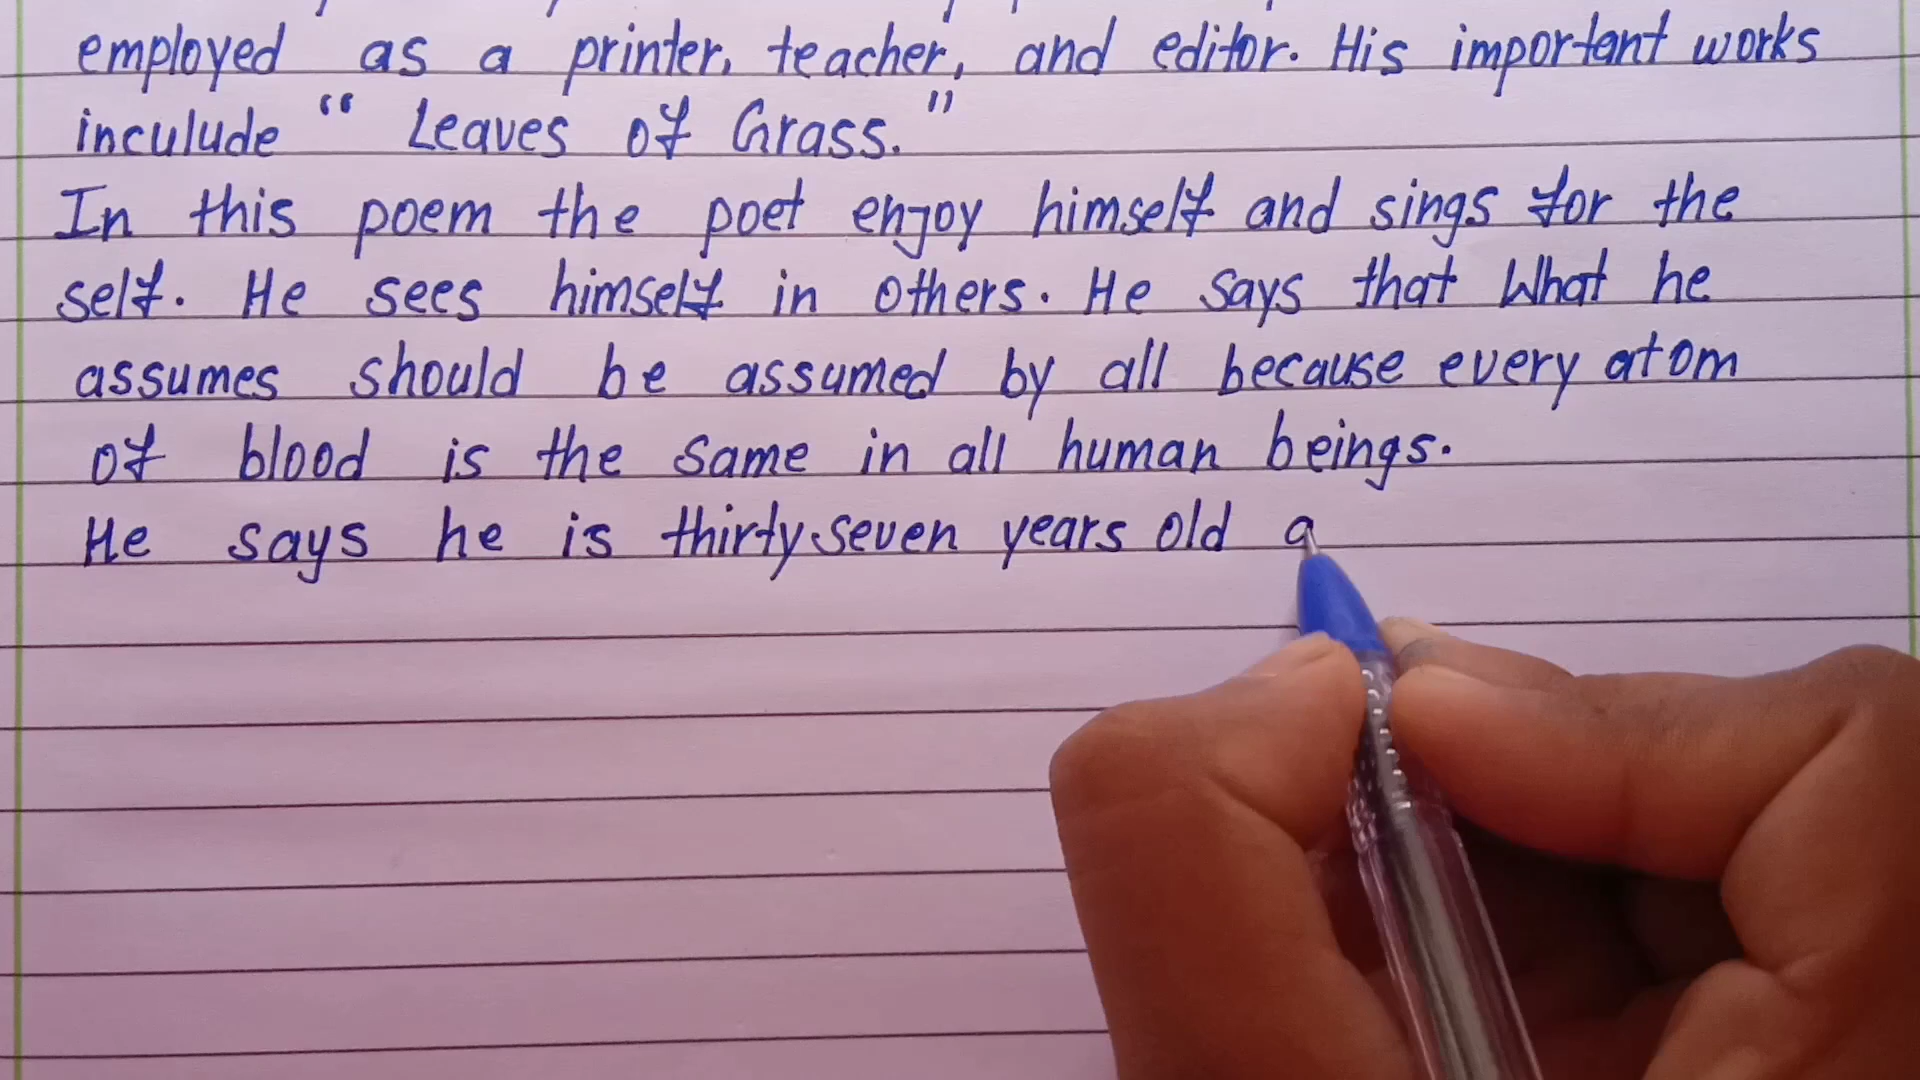 employed as a printer, teacher, and editor. His important works
inculude "Leaves of Grass."
In this poem the poet enjoy himself and sings for the
self. He sees himself in others. He says that What he
assumes should be assumed by all because every atom
of blood is the same in all human beings.
He says he is thirty-seven years old a